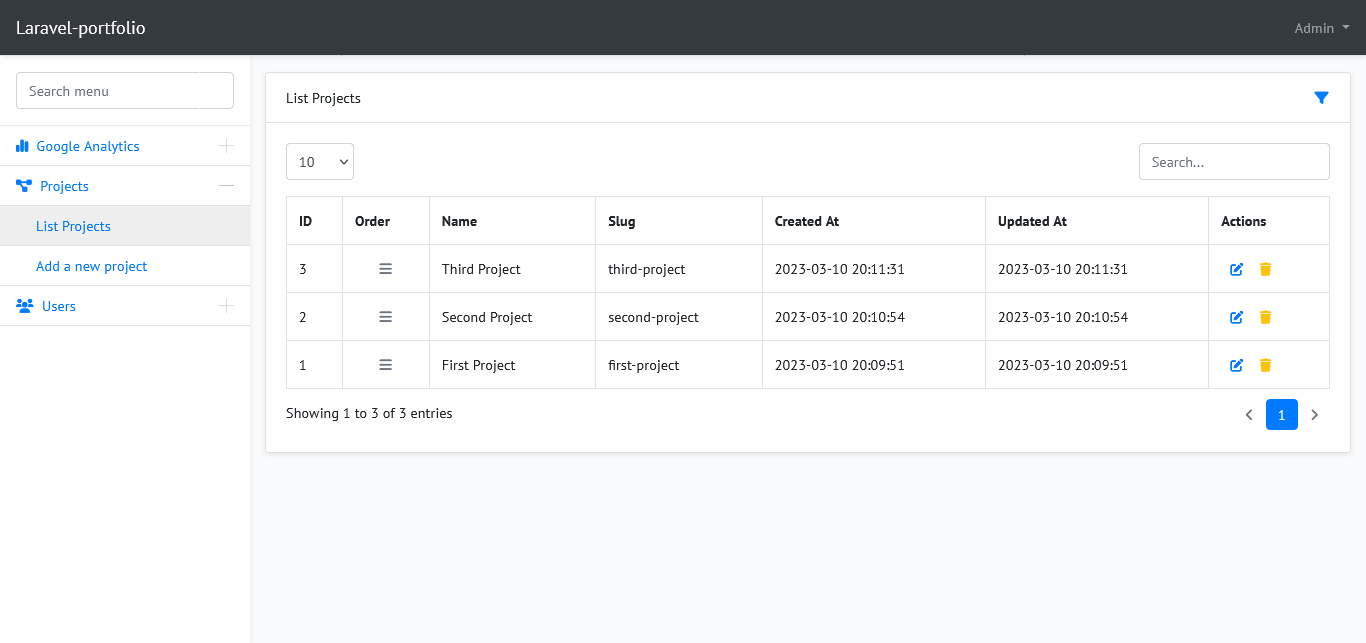 Laravel-portfolio
Admin
Search menu
Google Analytics
Projects
List Projects
Add a new project
Users
List Projects
10
Search...
ID Order Name Slug Created At Updated At Actions
3 Third Project third-project 2023-03-10 20:11:31 2023-03-10 20:11:31
2 Second Project second-project 2023-03-10 20:10:54 2023-03-10 20:10:54
1 First Project first-project 2023-03-10 20:09:51 2023-03-10 20:09:51
Showing 1 to 3 of 3 entries
1